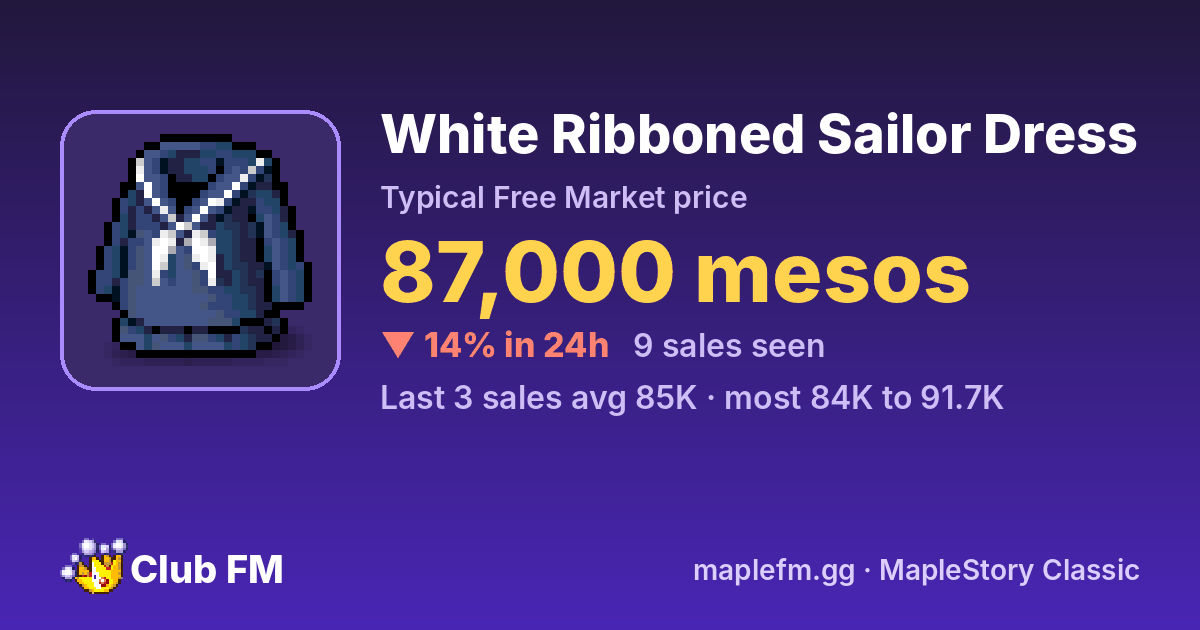 White Ribboned Sailor Dress
Typical Free Market price
87,000 mesos
▼ 14% in 24h 9 sales seen
Last 3 sales avg 85K · most 84K to 91.7K
Club FM
maplefm.gg · MapleStory Classic